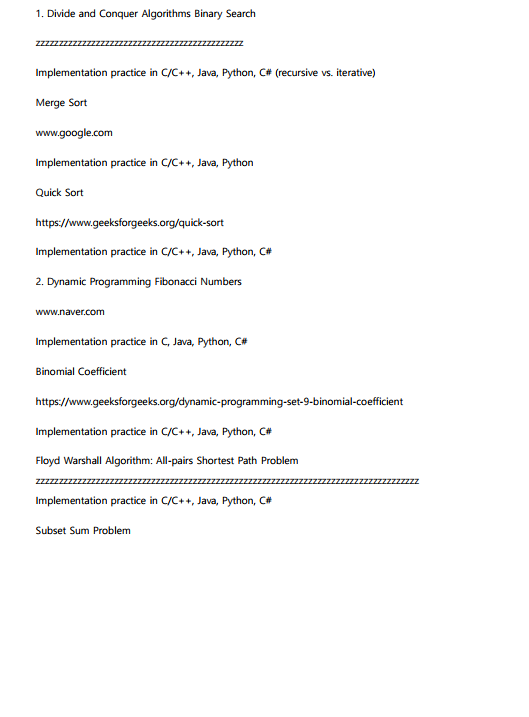 1. Divide and Conquer Algorithms Binary Search
zzzzzzzzzzzzzzzzzzzzzzzzzzzzzzzzzzzzzzzzzzzzz
Implementation practice in C/C++, Java, Python, C# (recursive vs. iterative)
Merge Sort
www.google.com
Implementation practice in C/C++, Java, Python
Quick Sort
https://www.geeksforgeeks.org/quick-sort
Implementation practice in C/C++, Java, Python, C#
2. Dynamic Programming Fibonacci Numbers
www.naver.com
Implementation practice in C, Java, Python, C#
Binomial Coefficient
https://www.geeksforgeeks.org/dynamic-programming-set-9-binomial-coefficient
Implementation practice in C/C++, Java, Python, C#
Floyd Warshall Algorithm: All-pairs Shortest Path Problem
zzzzzzzzzzzzzzzzzzzzzzzzzzzzzzzzzzzzzzzzzzzzzzzzzzzzzzzzzzzzzzzzzzzzzzzzzzzzzzzzzzz
Implementation practice in C/C++, Java, Python, C#
Subset Sum Problem